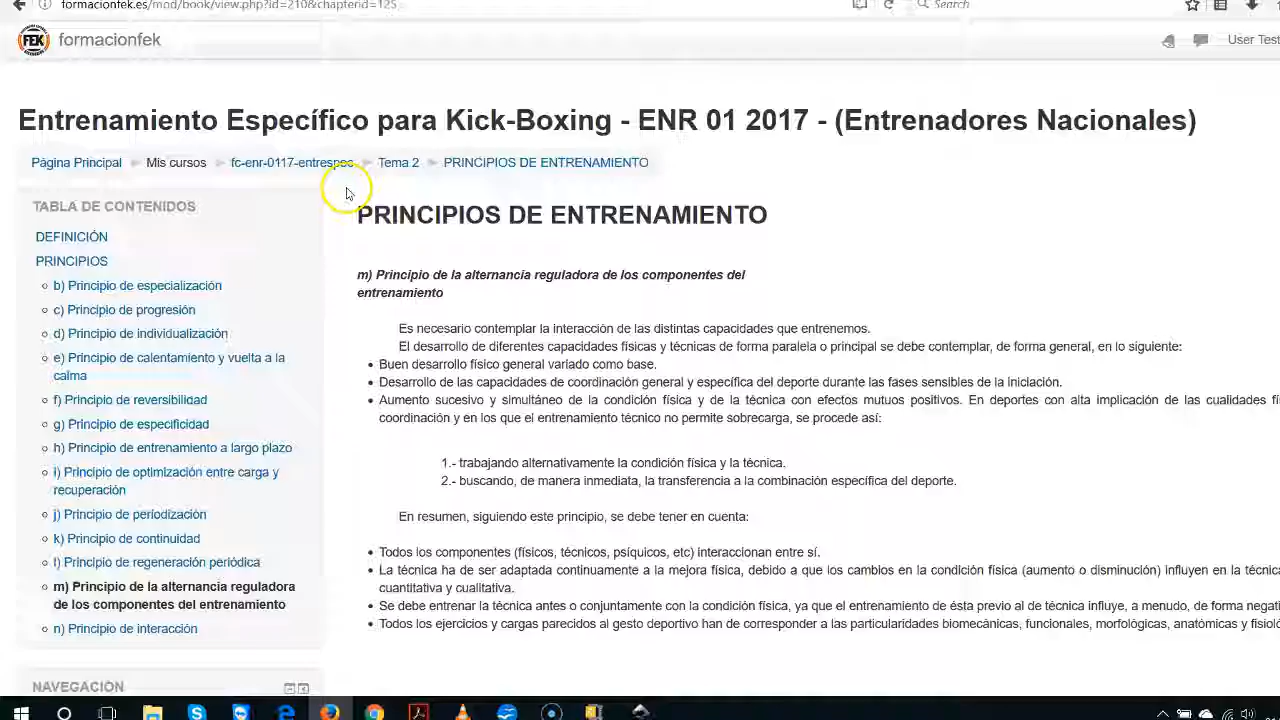 formacionfek.es/mod/book/view.php?id=210&chapterid=125
Search
FEK
formacionfek
User Test
Entrenamiento Específico para Kick-Boxing - ENR 01 2017 - (Entrenadores Nacionales)
Página Principal Mis cursos fc-enr-0117-entrespec Tema 2 PRINCIPIOS DE ENTRENAMIENTO
TABLA DE CONTENIDOS
DEFINICIÓN
PRINCIPIOS
b) Principio de especialización
c) Principio de progresión
d) Principio de individualización
e) Principio de calentamiento y vuelta a la
calma
f) Principio de reversibilidad
g) Principio de especificidad
h) Principio de entrenamiento a largo plazo
i) Principio de optimización entre carga y
recuperación
j) Principio de periodización
k) Principio de continuidad
l) Principio de regeneración periódica
m) Principio de la alternancia reguladora
de los componentes del entrenamiento
n) Principio de interacción
NAVEGACIÓN
PRINCIPIOS DE ENTRENAMIENTO
m) Principio de la alternancia reguladora de los componentes del
entrenamiento
Es necesario contemplar la interacción de las distintas capacidades que entrenemos.
El desarrollo de diferentes capacidades físicas y técnicas de forma paralela o principal se debe contemplar, de forma general, en lo siguiente:
Buen desarrollo físico general variado como base.
Desarrollo de las capacidades de coordinación general y específica del deporte durante las fases sensibles de la iniciación.
Aumento sucesivo y simultáneo de la condición física y de la técnica con efectos mutuos positivos. En deportes con alta implicación de las cualidades
coordinación y en los que el entrenamiento técnico no permite sobrecarga, se procede así:
1.- trabajando alternativamente la condición física y la técnica.
2.- buscando, de manera inmediata, la transferencia a la combinación específica del deporte.
En resumen, siguiendo este principio, se debe tener en cuenta:
Todos los componentes (físicos, técnicos, psíquicos, etc) interaccionan entre sí.
La técnica ha de ser adaptada continuamente a la mejora física, debido a que los cambios en la condición física (aumento o disminución) influyen en la
cuantitativa y cualitativa.
Se debe entrenar la técnica antes o conjuntamente con la condición física, ya que el entrenamiento de ésta previo al de técnica influye, a menudo, de forma
Todos los ejercicios y cargas parecidos al gesto deportivo han de corresponder a las particularidades biomecánicas, funcionales, morfológicas, anatómicas y